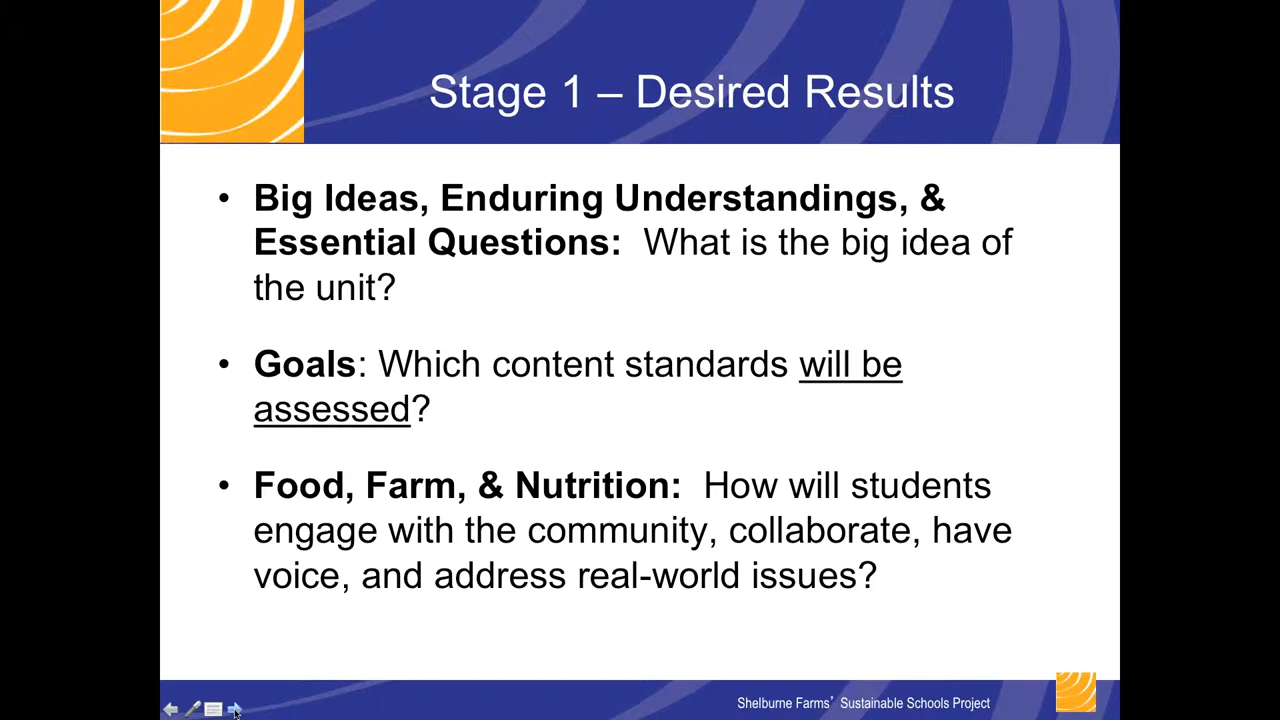 Stage 1 – Desired Results
• Big Ideas, Enduring Understandings, &
Essential Questions: What is the big idea of
the unit?
• Goals: Which content standards will be
assessed?
• Food, Farm, & Nutrition: How will students
engage with the community, collaborate, have
voice, and address real-world issues?
Shelburne Farms’ Sustainable Schools Project